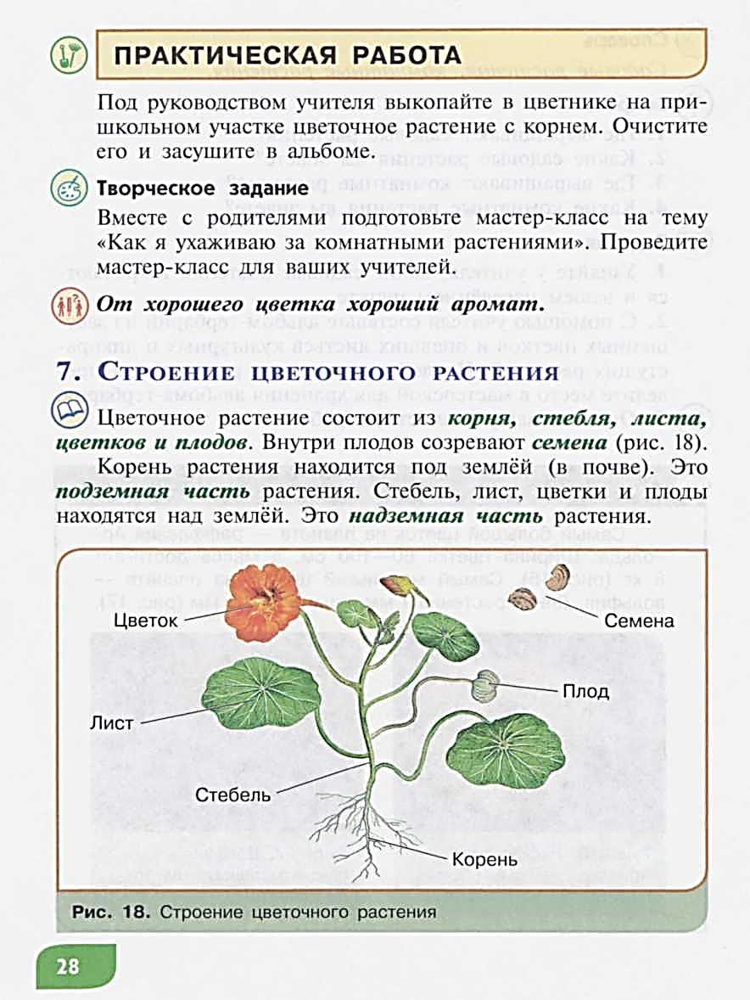 ПРАКТИЧЕСКАЯ РАБОТА
Под руководством учителя выкопайте в цветнике на при-
школьном участке цветочное растение с корнем. Очистите
его и засушите в альбоме.
Творческое задание
Вместе с родителями подготовьте мастер-класс на тему
«Как я ухаживаю за комнатными растениями». Проведите
мастер-класс для ваших учителей.
От хорошего цветка хороший аромат.
7. СТРОЕНИЕ ЦВЕТОЧНОГО РАСТЕНИЯ
Цветочное растение состоит из корня, стебля, листа,
цветков и плодов. Внутри плодов созревают семена (рис. 18).
Корень растения находится под землёй (в почве). Это
подземная часть растения. Стебель, лист, цветки и плоды
находятся над землёй. Это надземная часть растения.
Цветок
Семена
Плод
Лист
Стебель
Корень
Рис. 18. Строение цветочного растения
28